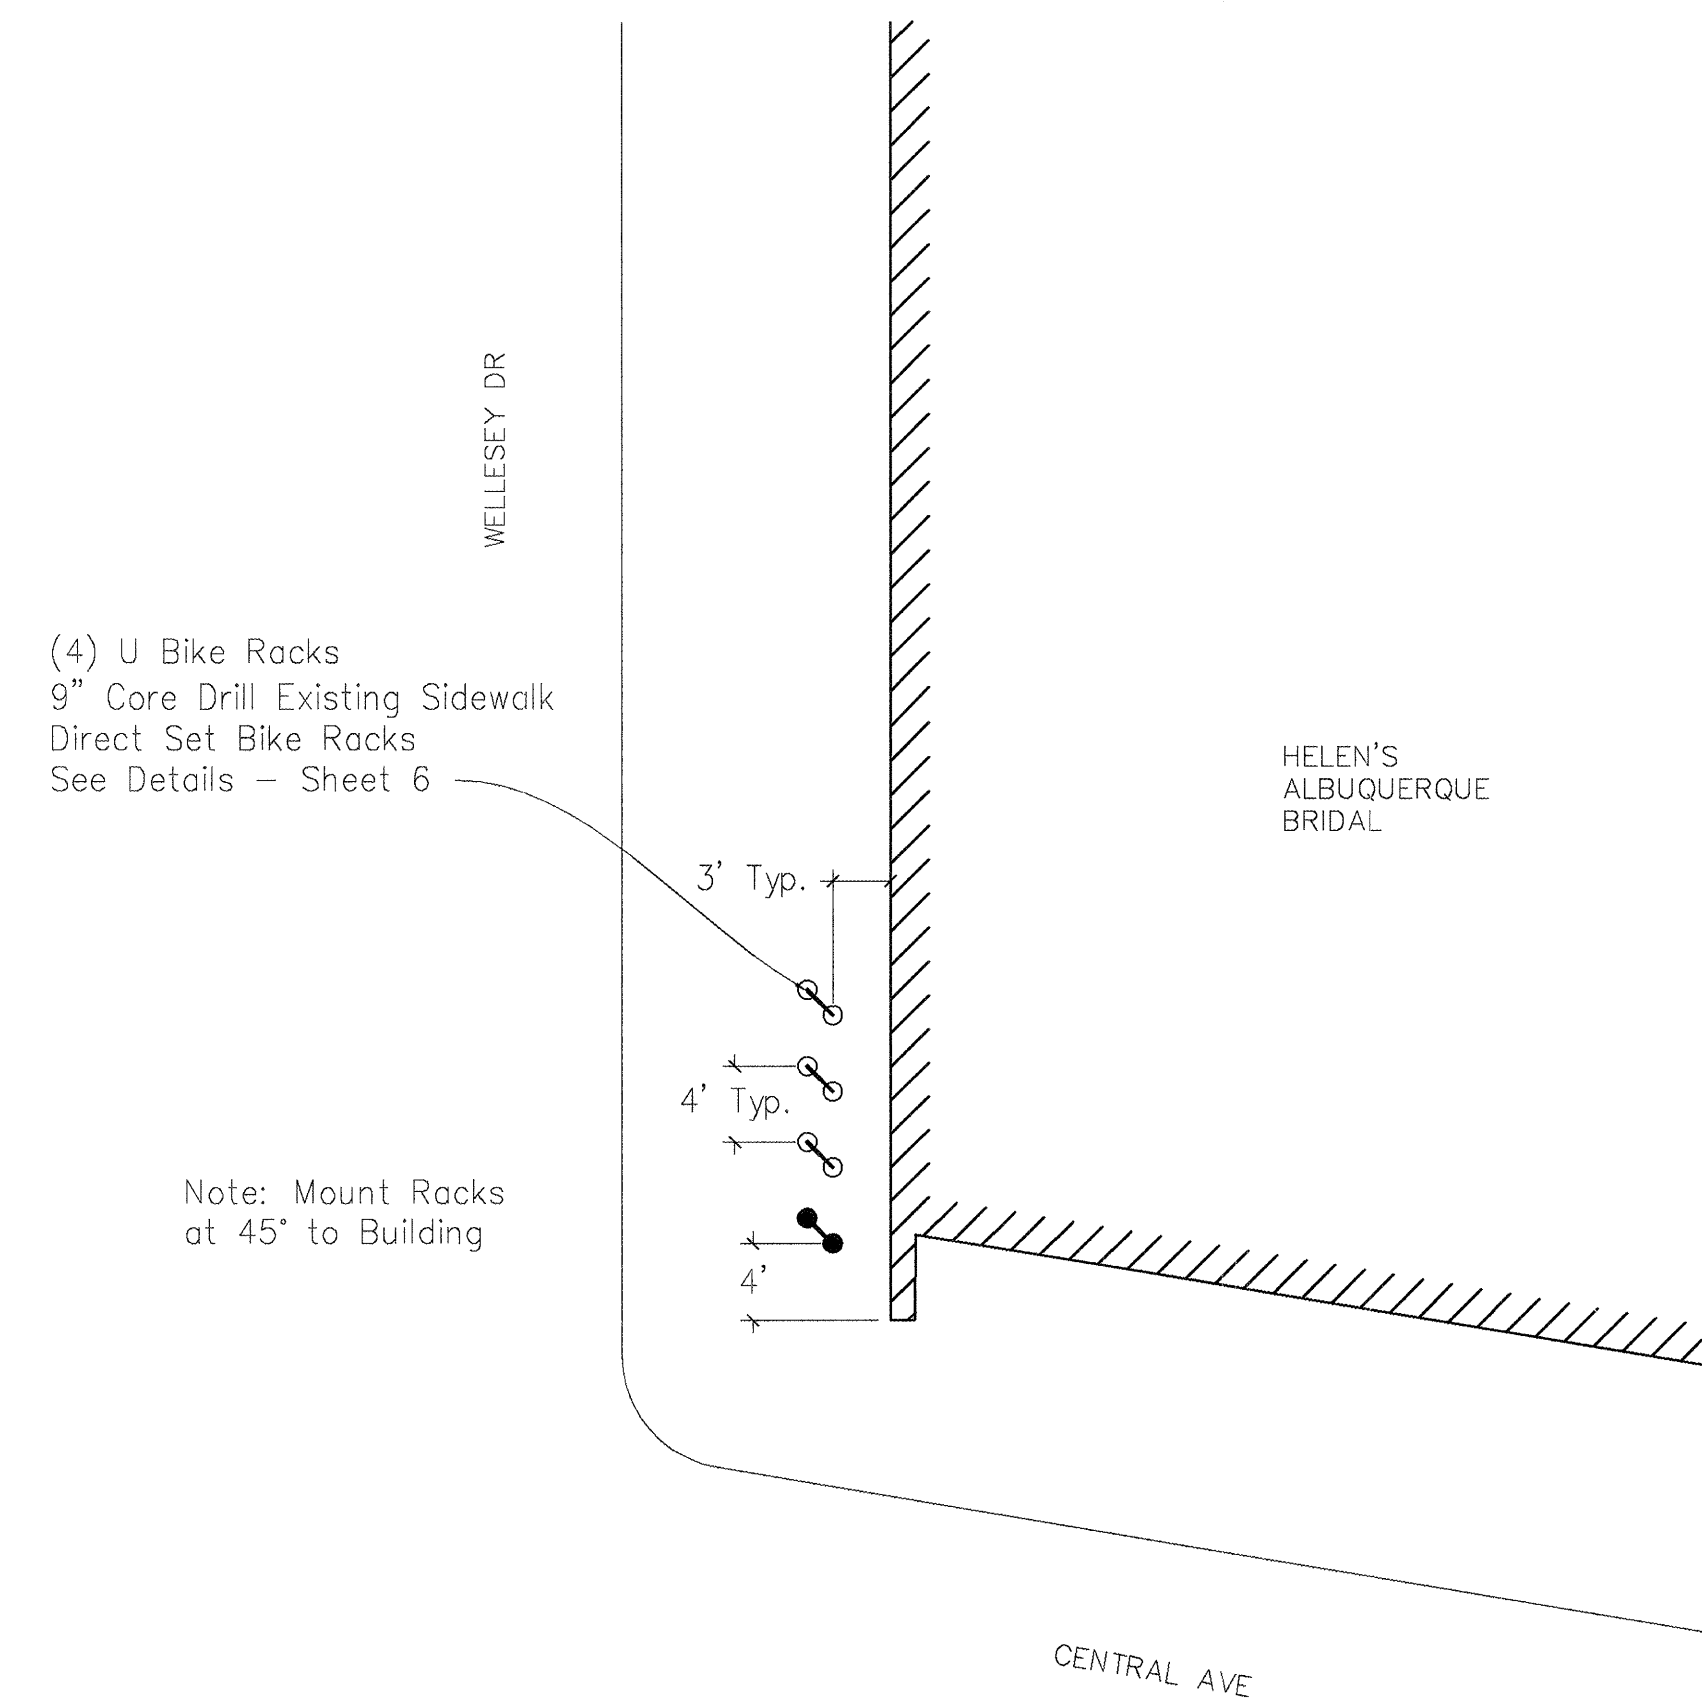 WELLESEY DR
(4) U Bike Racks
9" Core Drill Existing Sidewalk
Direct Set Bike Racks
See Details – Sheet 6
HELEN'S
ALBUQUERQUE
BRIDAL
3' Typ.
4' Typ.
Note: Mount Racks
at 45° to Building
4'
CENTRAL AVE